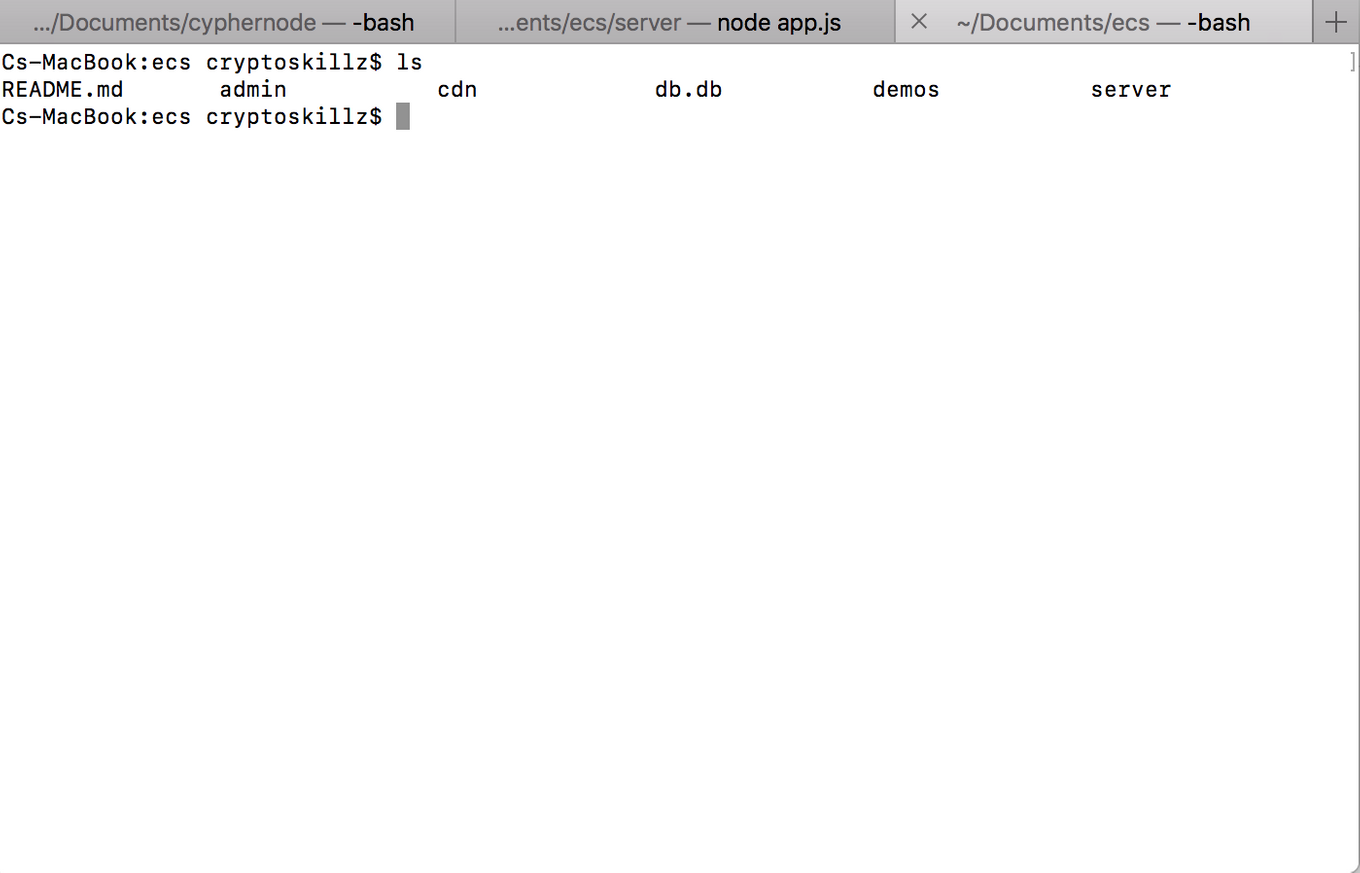 .../Documents/cyphernode — -bash ...ents/ecs/server — node app.js ~/Documents/ecs — -bash
Cs-MacBook:ecs cryptoskillz$ ls ]
README.md admin cdn db.db demos server
Cs-MacBook:ecs cryptoskillz$